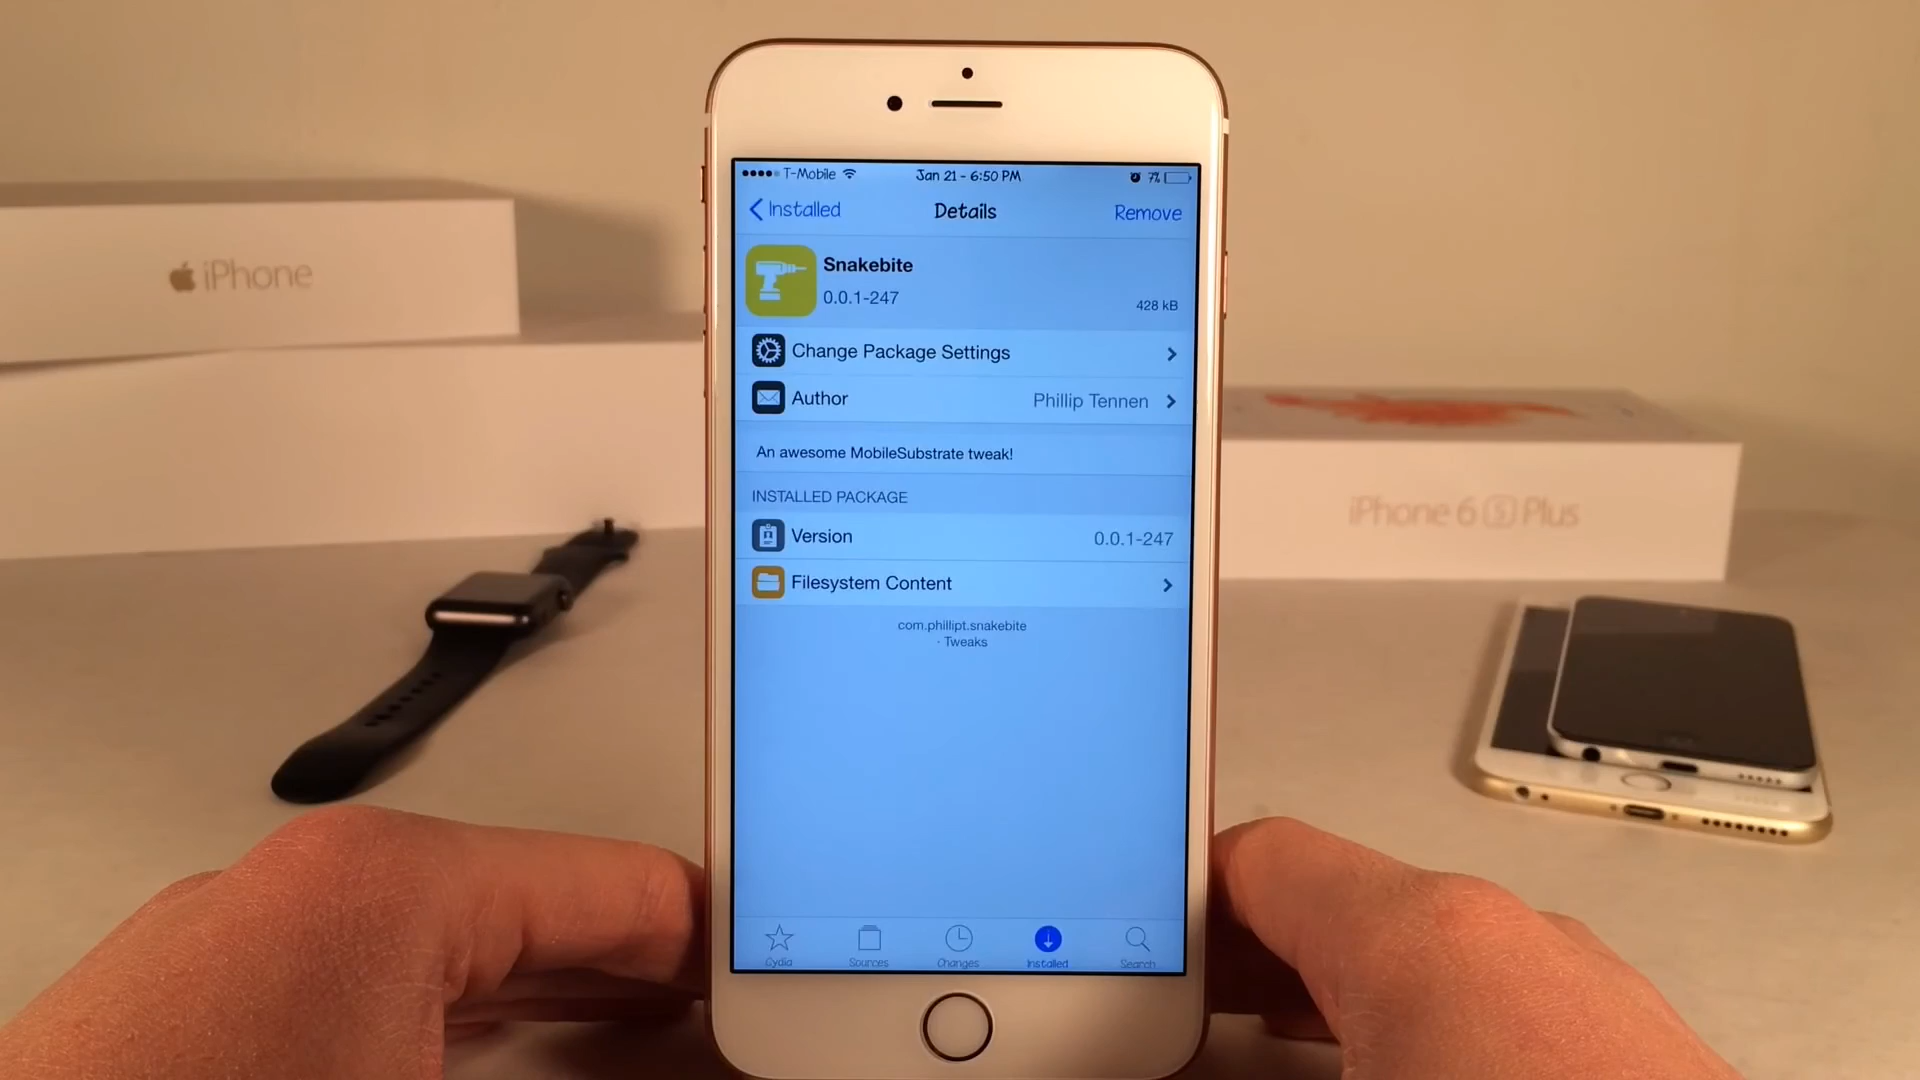 T-Mobile Jan 21 - 6:50 PM 7%
Installed Details Remove
Snakebite
0.0.1-247
428 kB
Change Package Settings
Author Phillip Tennen
An awesome MobileSubstrate tweak!
INSTALLED PACKAGE
Version 0.0.1-247
Filesystem Content
com.phillipt.snakebite
· Tweaks
Cydia Sources Changes Installed Search
iPhone
iPhone 6S Plus